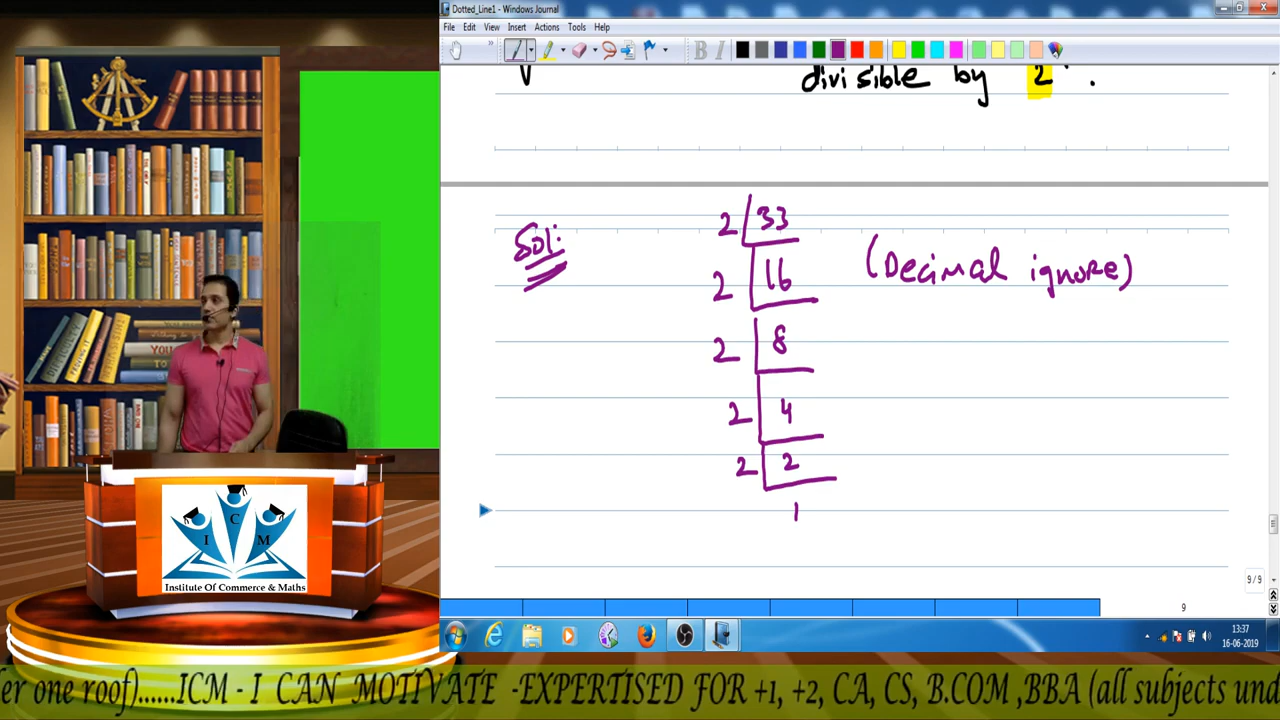 Dotted_Line1 - Windows Journal
File Edit View Insert Actions Tools Help
divisible by 2 .
Sol:
2 33
2 16 (Decimal ignore)
2 8
2 4
2 2
1
9/9
9
13:37
16-06-2019
I C M
Institute Of Commerce & Maths
er one roof)......ICM - I CAN MOTIVATE -EXPERTISED FOR +1, +2, CA, CS, B.COM ,BBA (all subjects und